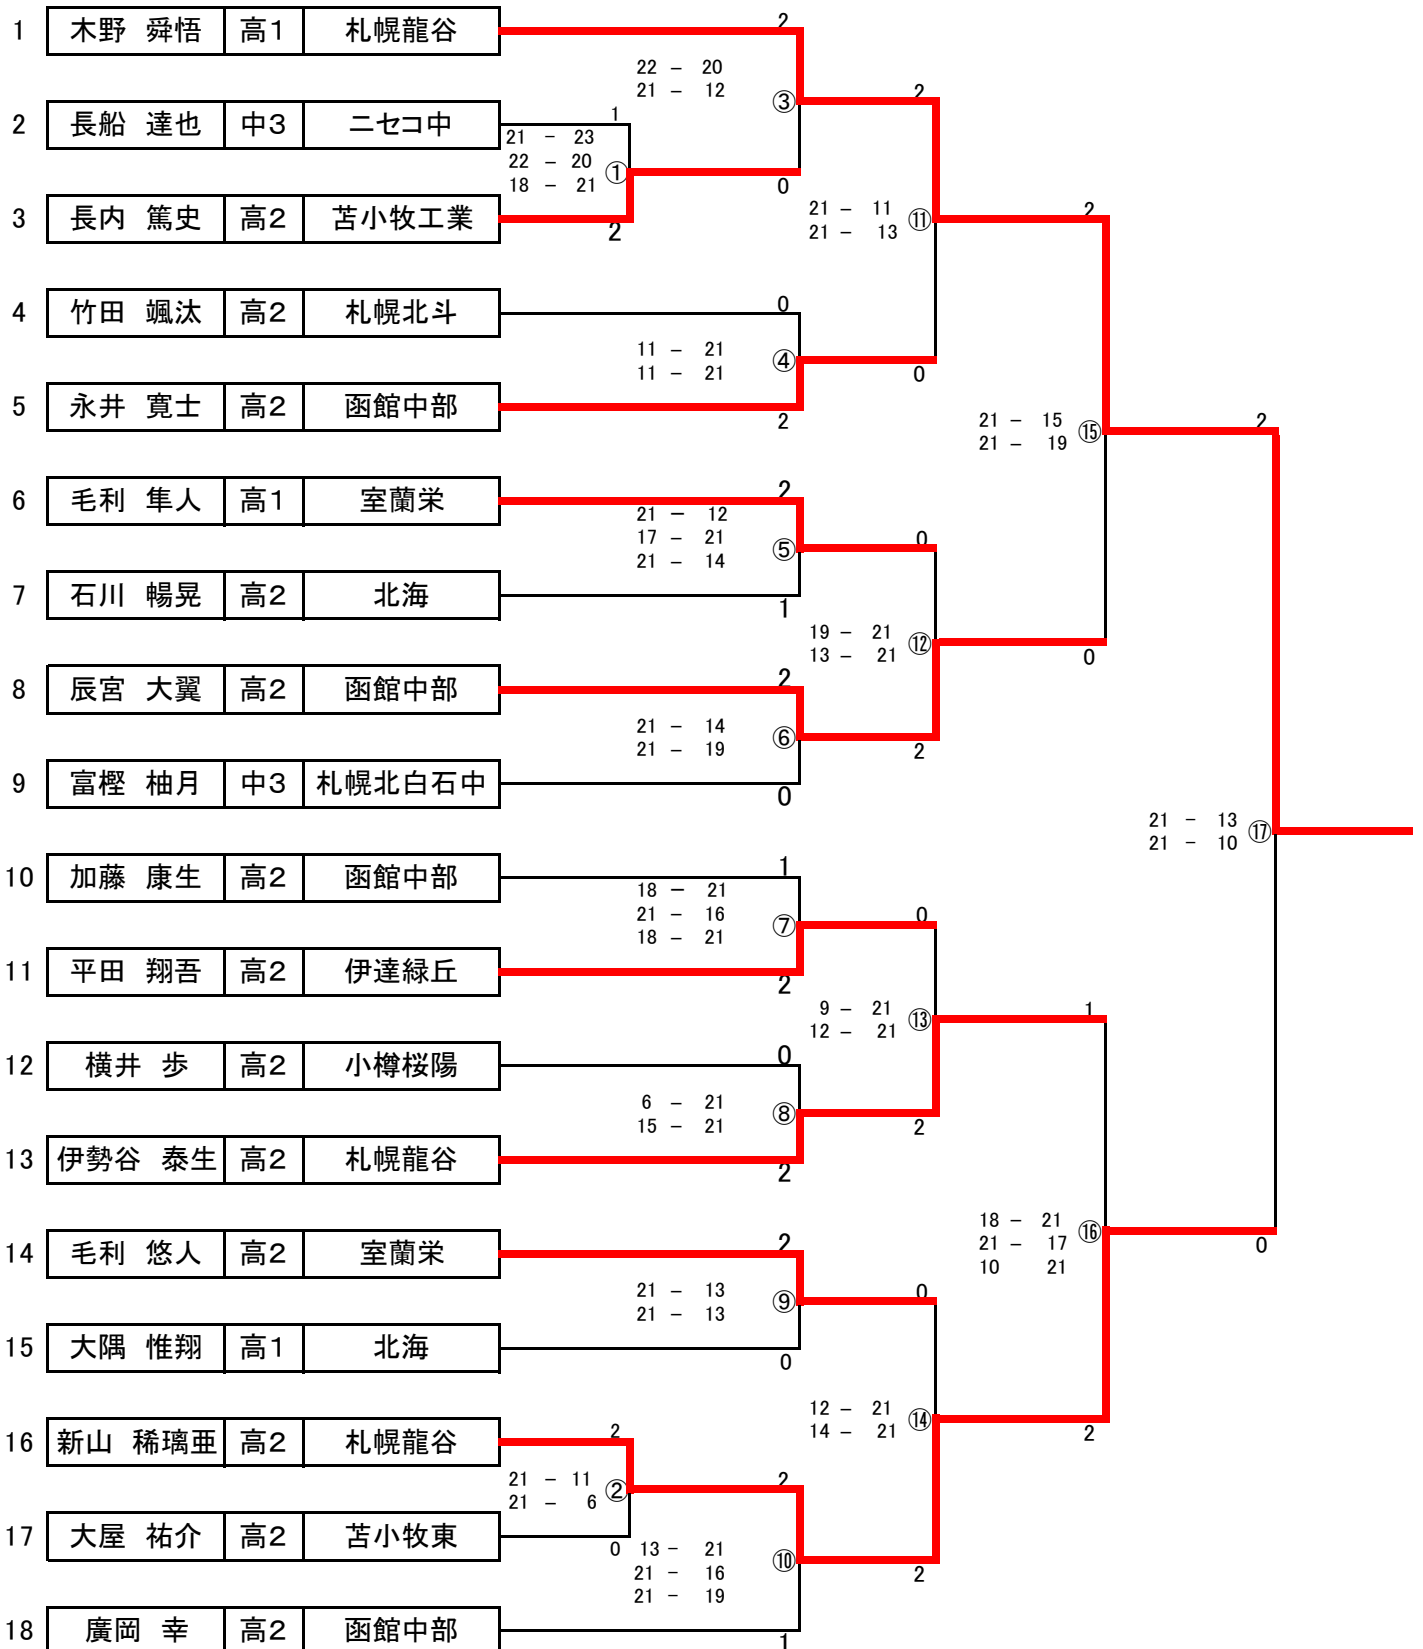 1 木野 舜悟 高1 札幌龍谷 2
22 − 20
21 − 12 ③ 2
2 長船 達也 中3 ニセコ中 1
21 − 23
22 − 20 ①
18 − 21 0
3 長内 篤史 高2 苫小牧工業 2
21 − 11 ⑪ 2
21 − 13
4 竹田 颯汰 高2 札幌北斗 0
11 − 21 ④
11 − 21 0
5 永井 寛士 高2 函館中部 2
21 − 15 ⑮ 2
21 − 19
6 毛利 隼人 高1 室蘭栄 2
21 − 12
17 − 21 ⑤ 0
21 − 14
7 石川 暢晃 高2 北海 1
19 − 21 ⑫
13 − 21 0
8 辰宮 大翼 高2 函館中部 2
21 − 14 ⑥
21 − 19 2
9 富樫 柚月 中3 札幌北白石中 0
21 − 13 ⑰
21 − 10
10 加藤 康生 高2 函館中部 1
18 − 21
21 − 16 ⑦ 0
18 − 21
11 平田 翔吾 高2 伊達緑丘 2
9 − 21 ⑬ 1
12 − 21
12 横井 歩 高2 小樽桜陽 0
6 − 21 ⑧
15 − 21 2
13 伊勢谷 泰生 高2 札幌龍谷 2
18 − 21 ⑯
21 − 17 0
10 21
14 毛利 悠人 高2 室蘭栄 2
21 − 13 ⑨ 0
21 − 13
15 大隅 惟翔 高1 北海 0
12 − 21 ⑭
14 − 21 2
16 新山 稀璃亜 高2 札幌龍谷 2
21 − 11 ② 2
21 − 6
17 大屋 祐介 高2 苫小牧東 0
13 − 21 ⑩
21 − 16 2
21 − 19
18 廣岡 幸 高2 函館中部 1